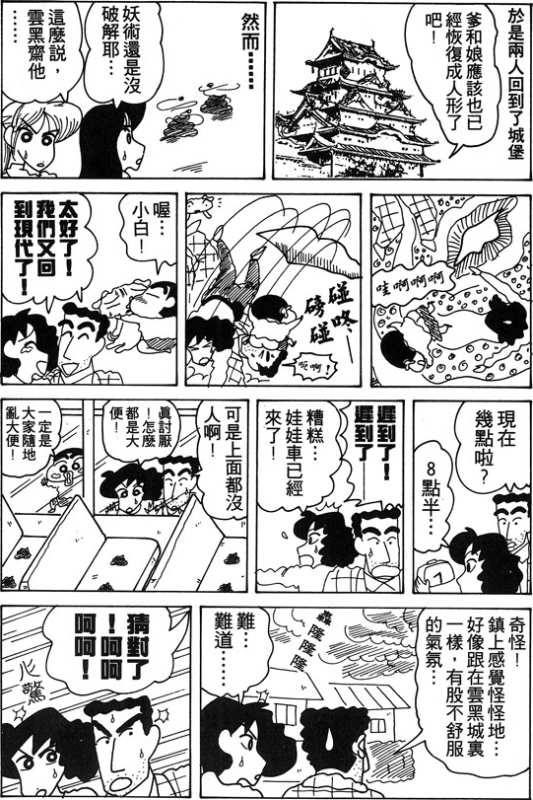 於是兩人回到了城堡
爹和娘應該也已
經恢復成人形了
吧！
然而……
妖術還是沒
破解耶…
這麼說，
雲黑齋他
哇啊啊啊啊
碰咚—
磅碰
喔…
小白！
太好了！
我們又回
到現代了！
現在
幾點啦？
8點半…
遲到了！
遲到了！
糟糕…
娃娃車已經
來了！
可是上面都沒
人啊！
真討厭
！怎麼
都是大
便！
一定是
大家隨地
亂大便！
奇怪！
鎮上感覺怪怪地…
好像跟在雲黑城裏
一樣，有股不舒服
的氣氛…
轟隆隆隆
難…
難道……
猜對了
！呵呵
呵呵！
心驚